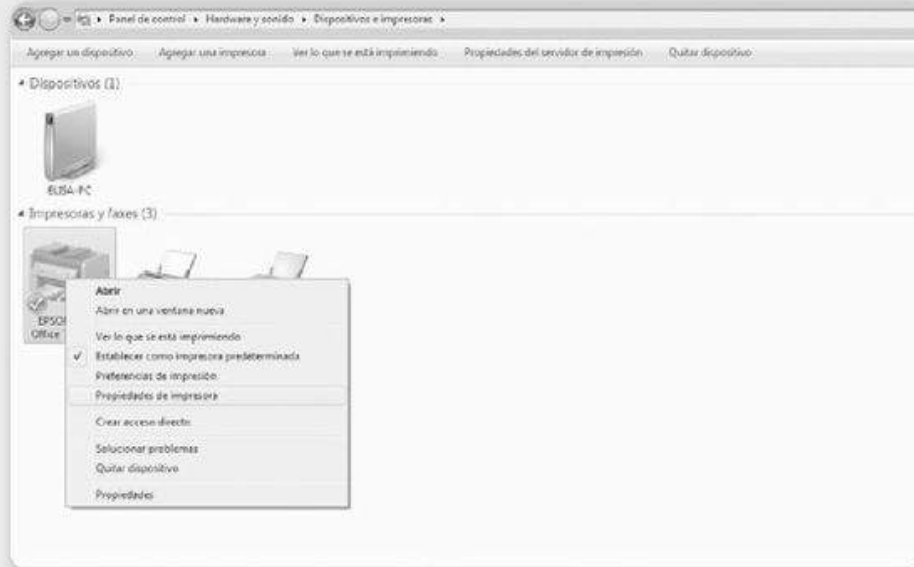 Panel de control ▸ Hardware y sonido ▸ Dispositivos e impresoras ▸
Agregar un dispositivo Agregar una impresora Ver lo que se está imprimiendo Propiedades del servidor de impresión Quitar dispositivo
Dispositivos (1)
ELISA-PC
Impresoras y faxes (3)
EPSO
Office
Abrir
Abrir en una ventana nueva
Ver lo que se está imprimiendo
Establecer como impresora predeterminada
Preferencias de impresión
Propiedades de impresora
Crear acceso directo
Solucionar problemas
Quitar dispositivo
Propiedades